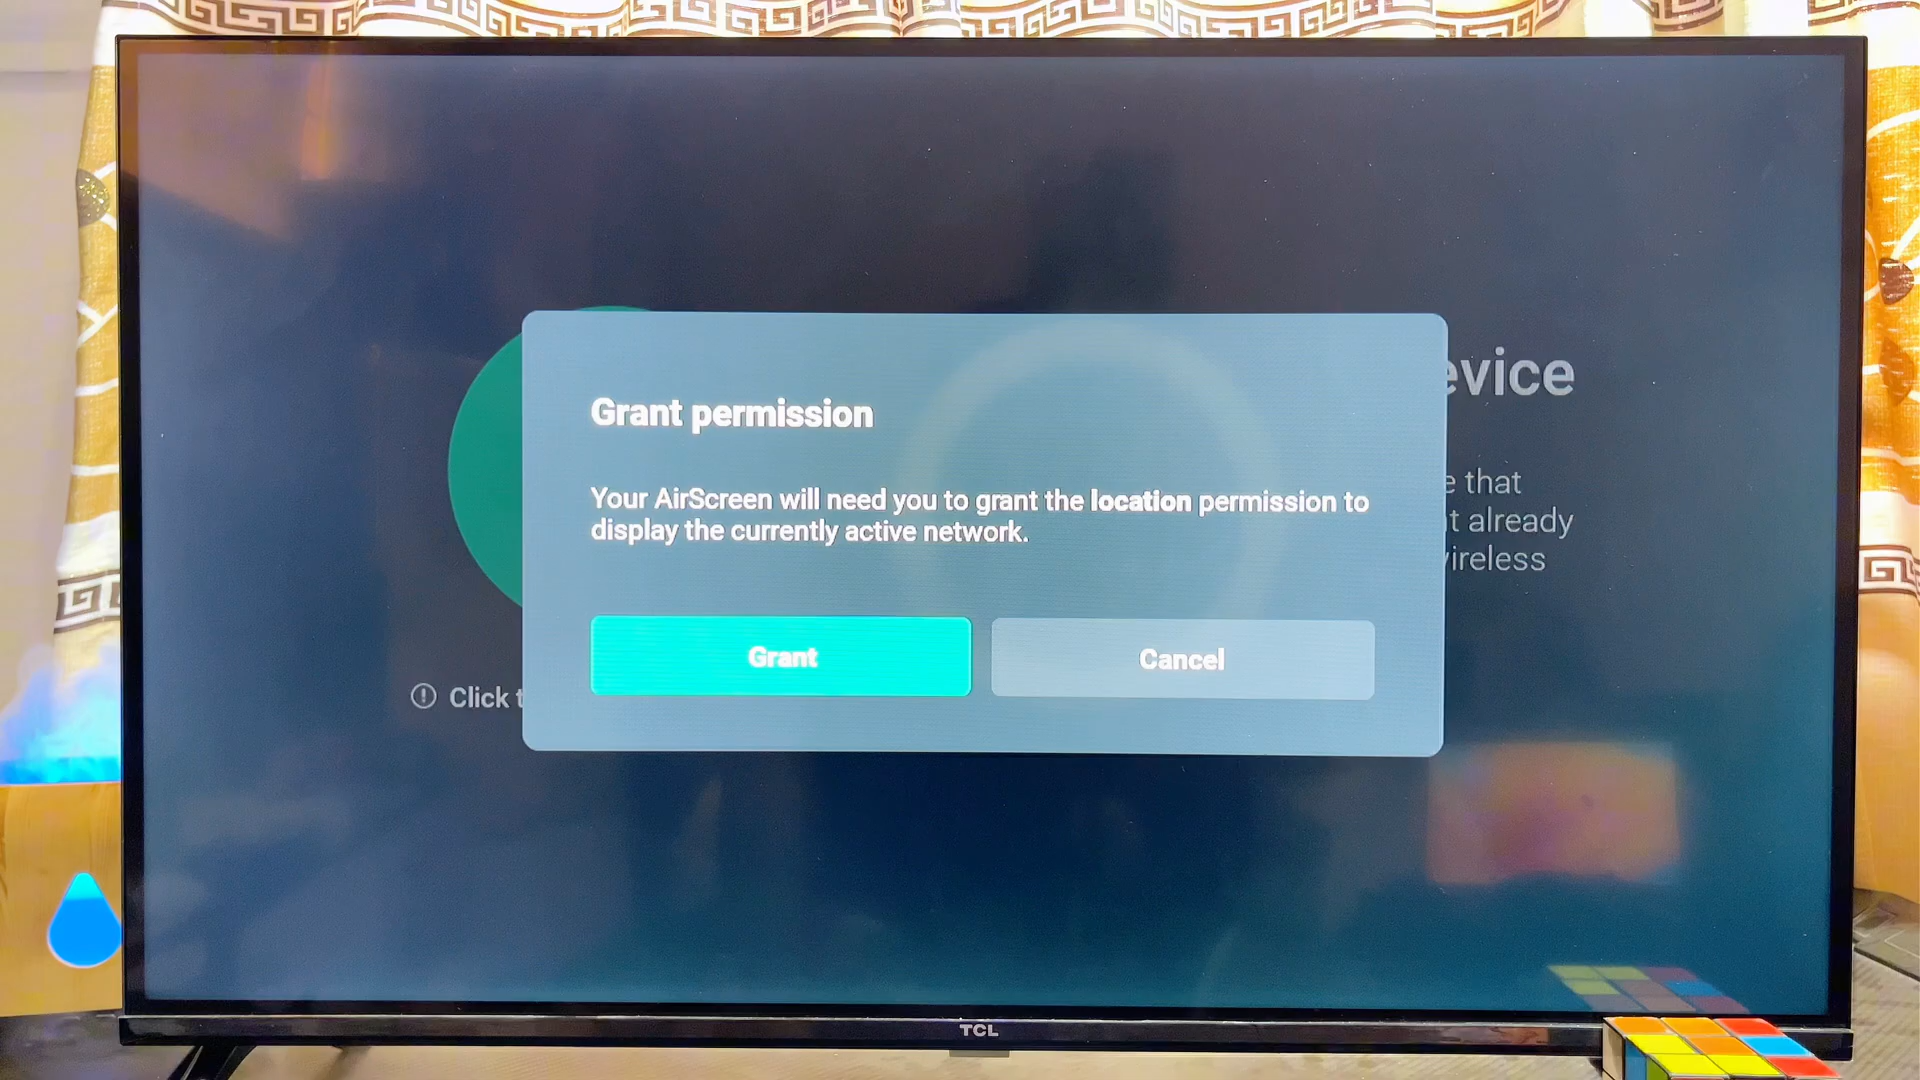 Grant permission
Your AirScreen will need you to grant the location permission to
display the currently active network.
Grant
Cancel
evice
e that
t already
ireless
Click t
TCL